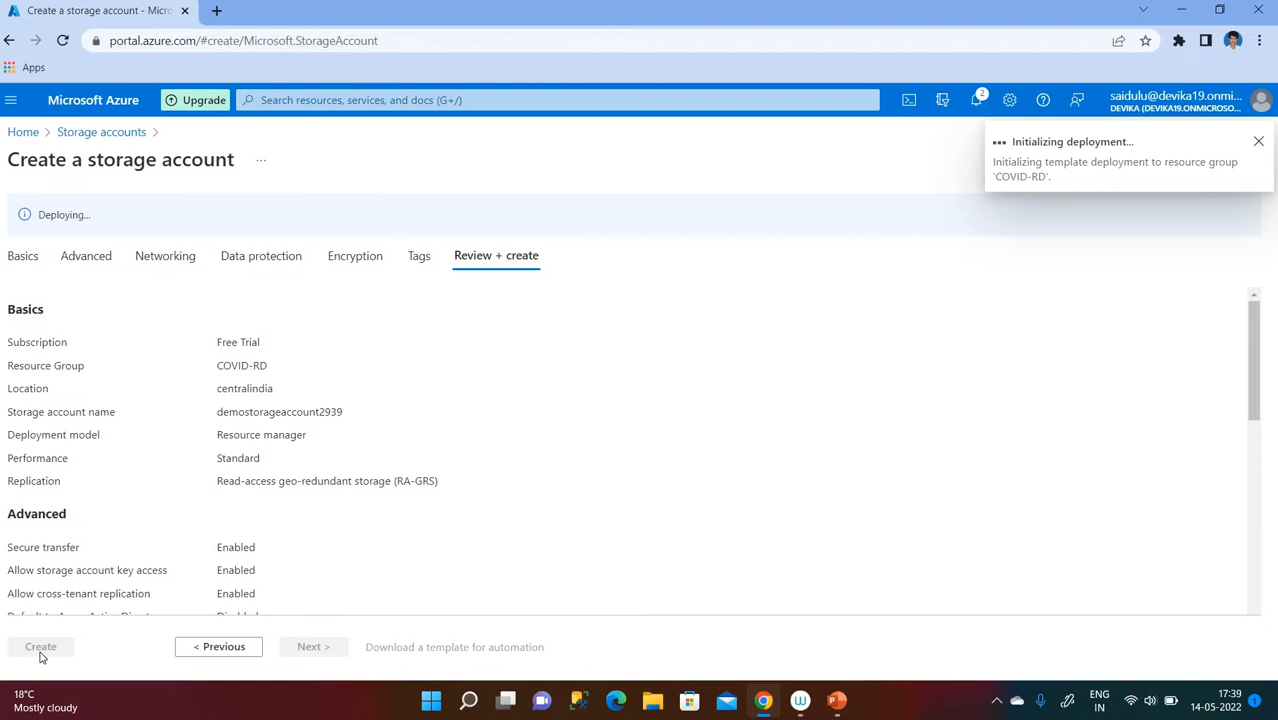 Create a storage account - Micro
portal.azure.com/#create/Microsoft.StorageAccount
Apps
Microsoft Azure
Upgrade
Search resources, services, and docs (G+/)
2
saidulu@devika19.onmi...
DEVIKA (DEVIKA19.ONMICROSO...
Home > Storage accounts >
Create a storage account ...
Initializing deployment...
Initializing template deployment to resource group
'COVID-RD'.
Deploying...
Basics Advanced Networking Data protection Encryption Tags Review + create
Basics
Subscription Free Trial
Resource Group COVID-RD
Location centralindia
Storage account name demostorageaccount2939
Deployment model Resource manager
Performance Standard
Replication Read-access geo-redundant storage (RA-GRS)
Advanced
Secure transfer Enabled
Allow storage account key access Enabled
Allow cross-tenant replication Enabled
Create
< Previous
Next >
Download a template for automation
18°C
Mostly cloudy
ENG
IN
17:39
14-05-2022
1